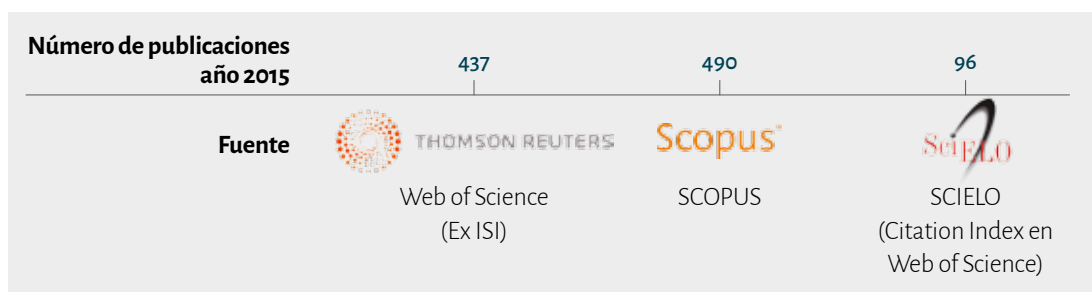 Número de publicaciones
año 2015
437
490
96
Fuente
THOMSON REUTERS
Scopus™
SciELO
Web of Science
(Ex ISI)
SCOPUS
SCIELO
(Citation Index en
Web of Science)